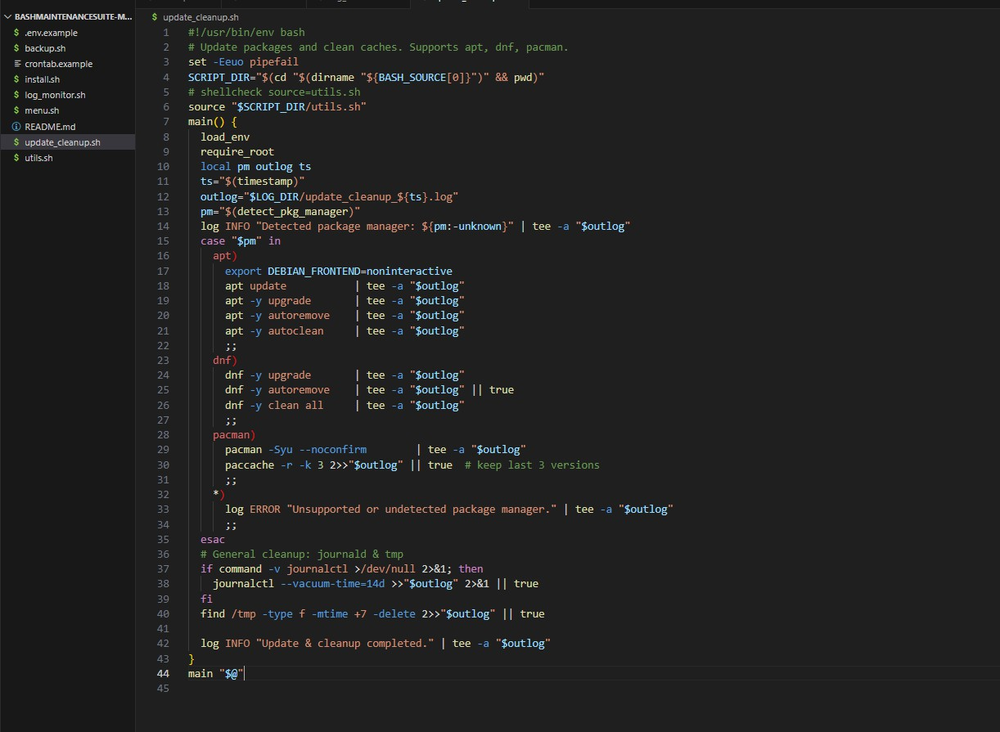 BASHMAINTENANCESUITE-M...
.env.example
backup.sh
crontab.example
install.sh
log_monitor.sh
menu.sh
README.md
update_cleanup.sh
utils.sh
$ update_cleanup.sh
1 #!/usr/bin/env bash
2 # Update packages and clean caches. Supports apt, dnf, pacman.
3 set -Eeuo pipefail
4 SCRIPT_DIR="$(cd "$(dirname "${BASH_SOURCE[0]}")" && pwd)"
5 # shellcheck source=utils.sh
6 source "$SCRIPT_DIR/utils.sh"
7 main() {
8   load_env
9   require_root
10   local pm outlog ts
11   ts="$(timestamp)"
12   outlog="$LOG_DIR/update_cleanup_${ts}.log"
13   pm="$(detect_pkg_manager)"
14   log INFO "Detected package manager: ${pm:-unknown}" | tee -a "$outlog"
15   case "$pm" in
16     apt)
17       export DEBIAN_FRONTEND=noninteractive
18       apt update           | tee -a "$outlog"
19       apt -y upgrade       | tee -a "$outlog"
20       apt -y autoremove    | tee -a "$outlog"
21       apt -y autoclean     | tee -a "$outlog"
22       ;;
23     dnf)
24       dnf -y upgrade       | tee -a "$outlog"
25       dnf -y autoremove    | tee -a "$outlog" || true
26       dnf -y clean all     | tee -a "$outlog"
27       ;;
28     pacman)
29       pacman -Syu --noconfirm        | tee -a "$outlog"
30       paccache -r -k 3 2>>"$outlog" || true  # keep last 3 versions
31       ;;
32     *)
33       log ERROR "Unsupported or undetected package manager." | tee -a "$outlog"
34       ;;
35   esac
36   # General cleanup: journald & tmp
37   if command -v journalctl >/dev/null 2>&1; then
38     journalctl --vacuum-time=14d >>"$outlog" 2>&1 || true
39   fi
40   find /tmp -type f -mtime +7 -delete 2>>"$outlog" || true
41
42   log INFO "Update & cleanup completed." | tee -a "$outlog"
43 }
44 main "$@"
45